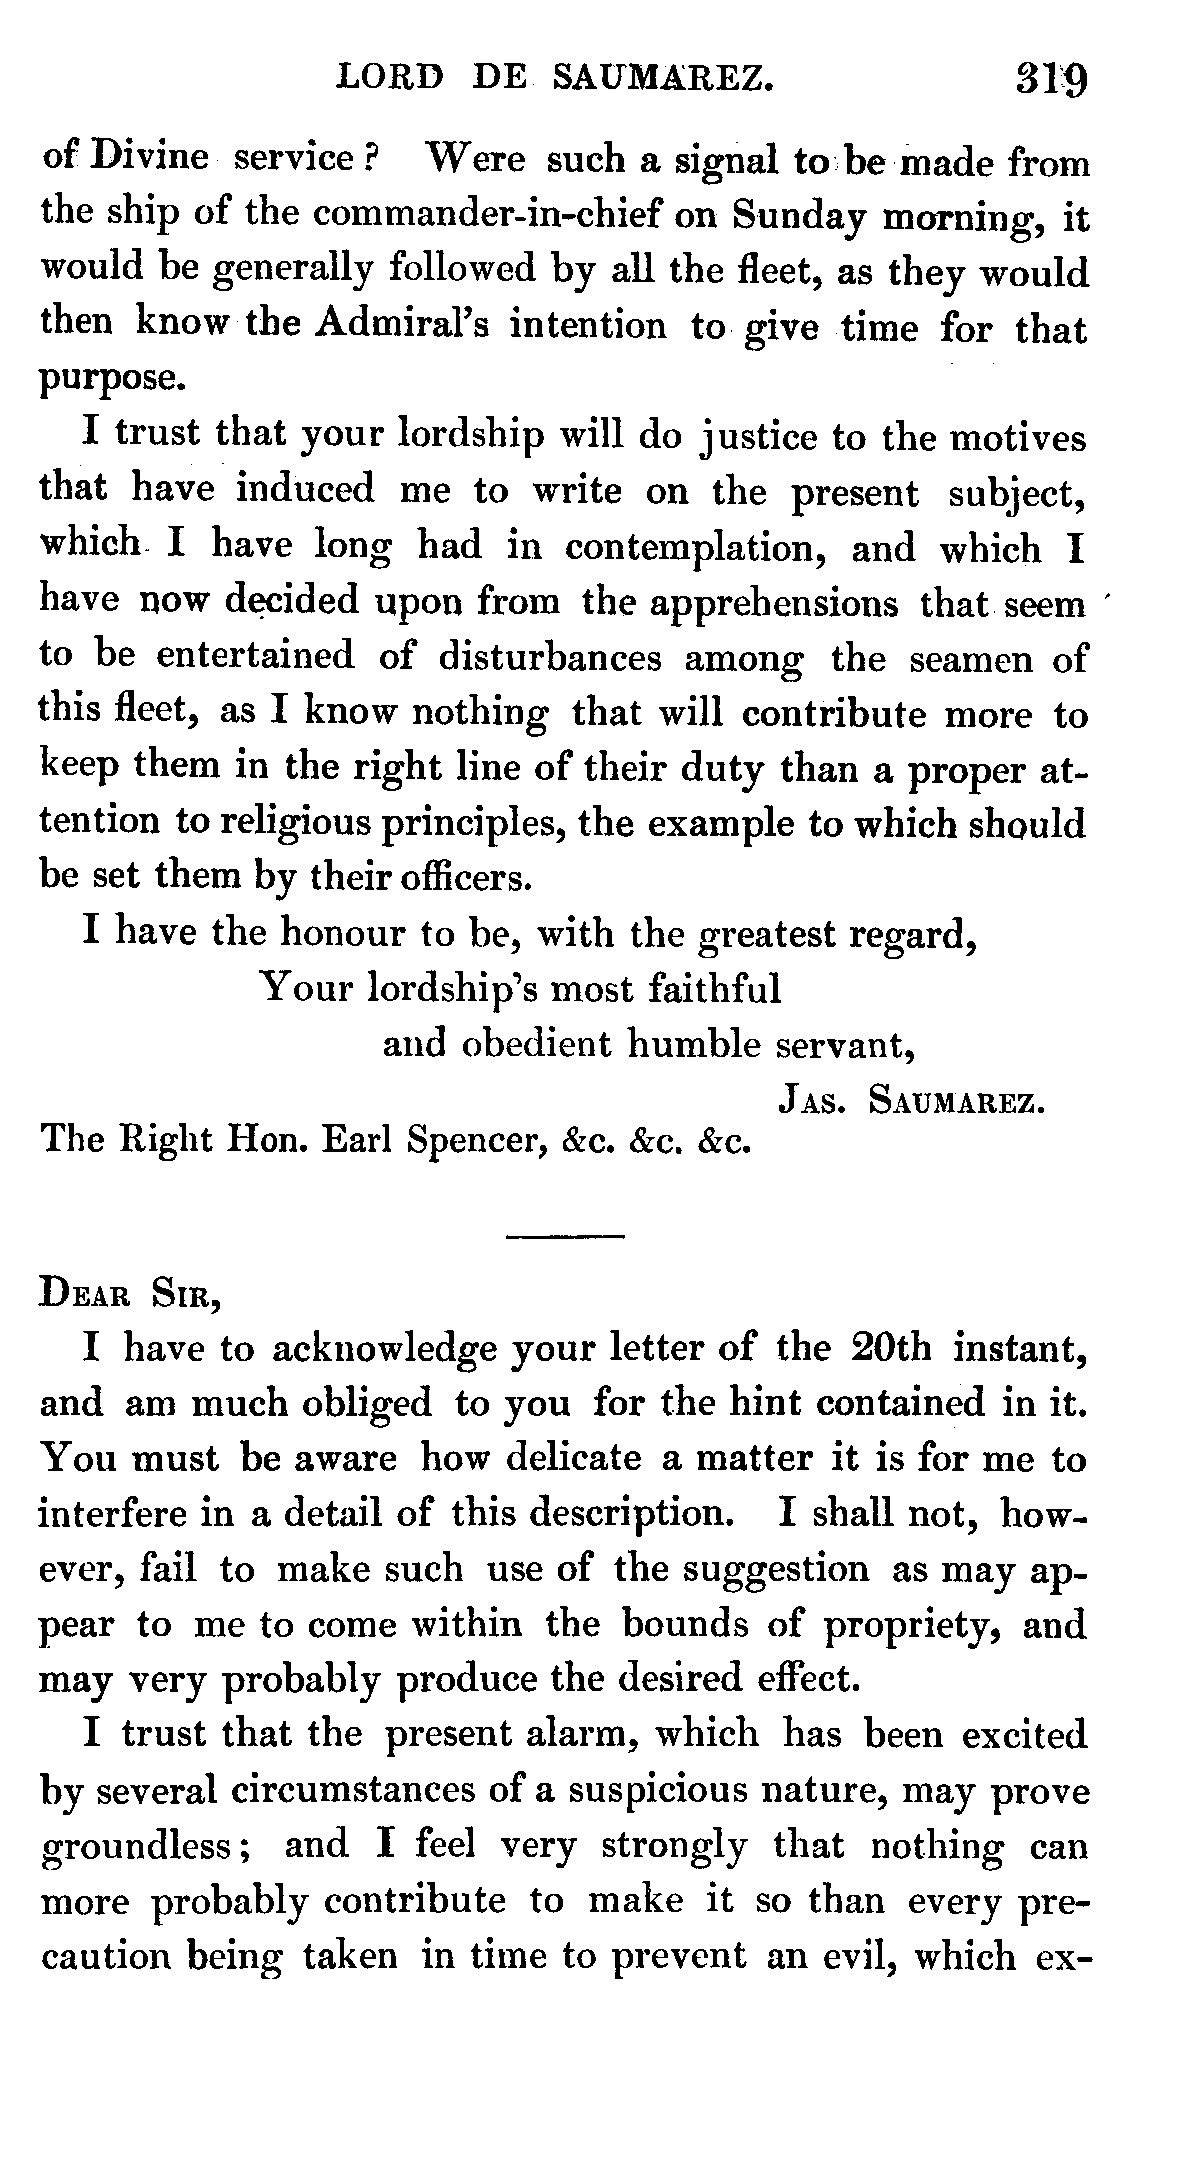 LORD DE SAUMAREZ. 319
of Divine service? Were such a signal to be made from
the ship of the commander-in-chief on Sunday morning, it
would be generally followed by all the fleet, as they would
then know the Admiral's intention to give time for that
purpose.
I trust that your lordship will do justice to the motives
that have induced me to write on the present subject,
which I have long had in contemplation, and which I
have now decided upon from the apprehensions that seem
to be entertained of disturbances among the seamen of
this fleet, as I know nothing that will contribute more to
keep them in the right line of their duty than a proper at-
tention to religious principles, the example to which should
be set them by their officers.
I have the honour to be, with the greatest regard,
Your lordship's most faithful
and obedient humble servant,
JAS. SAUMAREZ.
The Right Hon. Earl Spencer, &c. &c. &c.
DEAR SIR,
I have to acknowledge your letter of the 20th instant,
and am much obliged to you for the hint contained in it.
You must be aware how delicate a matter it is for me to
interfere in a detail of this description. I shall not, how-
ever, fail to make such use of the suggestion as may ap-
pear to me to come within the bounds of propriety, and
may very probably produce the desired effect.
I trust that the present alarm, which has been excited
by several circumstances of a suspicious nature, may prove
groundless; and I feel very strongly that nothing can
more probably contribute to make it so than every pre-
caution being taken in time to prevent an evil, which ex-